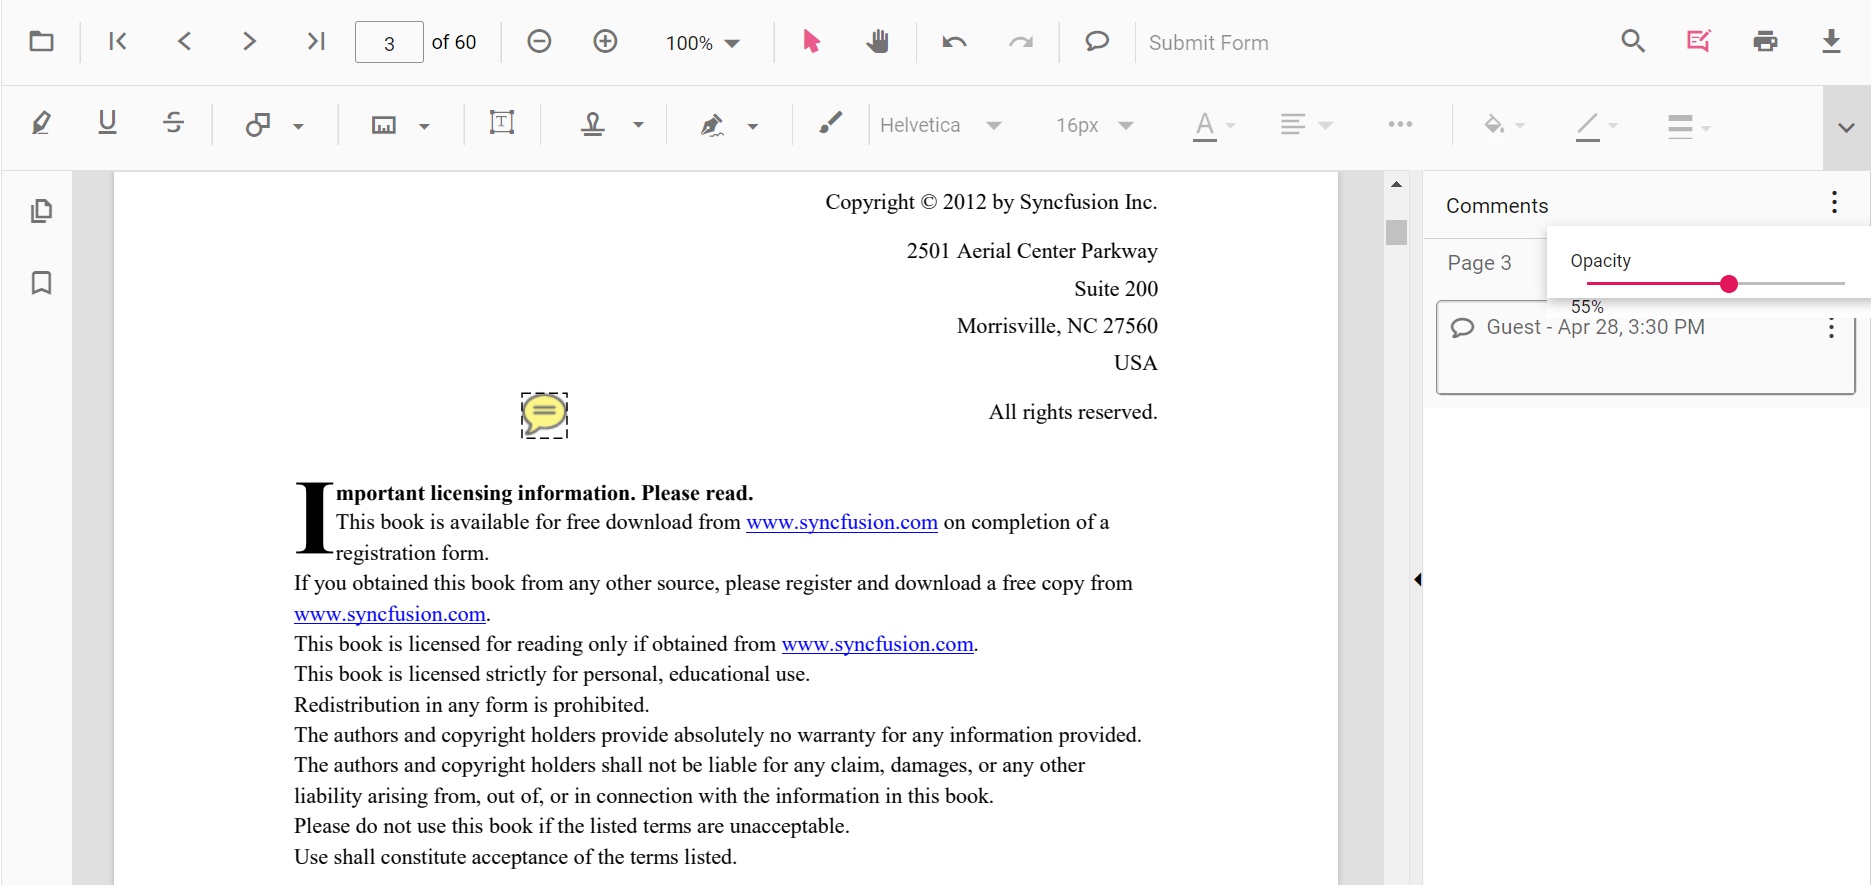 3 of 60 100% Submit Form
Helvetica 16px
Copyright © 2012 by Syncfusion Inc.
2501 Aerial Center Parkway
Suite 200
Morrisville, NC 27560
USA
All rights reserved.
Important licensing information. Please read.
This book is available for free download from www.syncfusion.com on completion of a
registration form.
If you obtained this book from any other source, please register and download a free copy from
www.syncfusion.com.
This book is licensed for reading only if obtained from www.syncfusion.com.
This book is licensed strictly for personal, educational use.
Redistribution in any form is prohibited.
The authors and copyright holders provide absolutely no warranty for any information provided.
The authors and copyright holders shall not be liable for any claim, damages, or any other
liability arising from, out of, or in connection with the information in this book.
Please do not use this book if the listed terms are unacceptable.
Use shall constitute acceptance of the terms listed.
Comments
Page 3
Opacity
55%
Guest - Apr 28, 3:30 PM